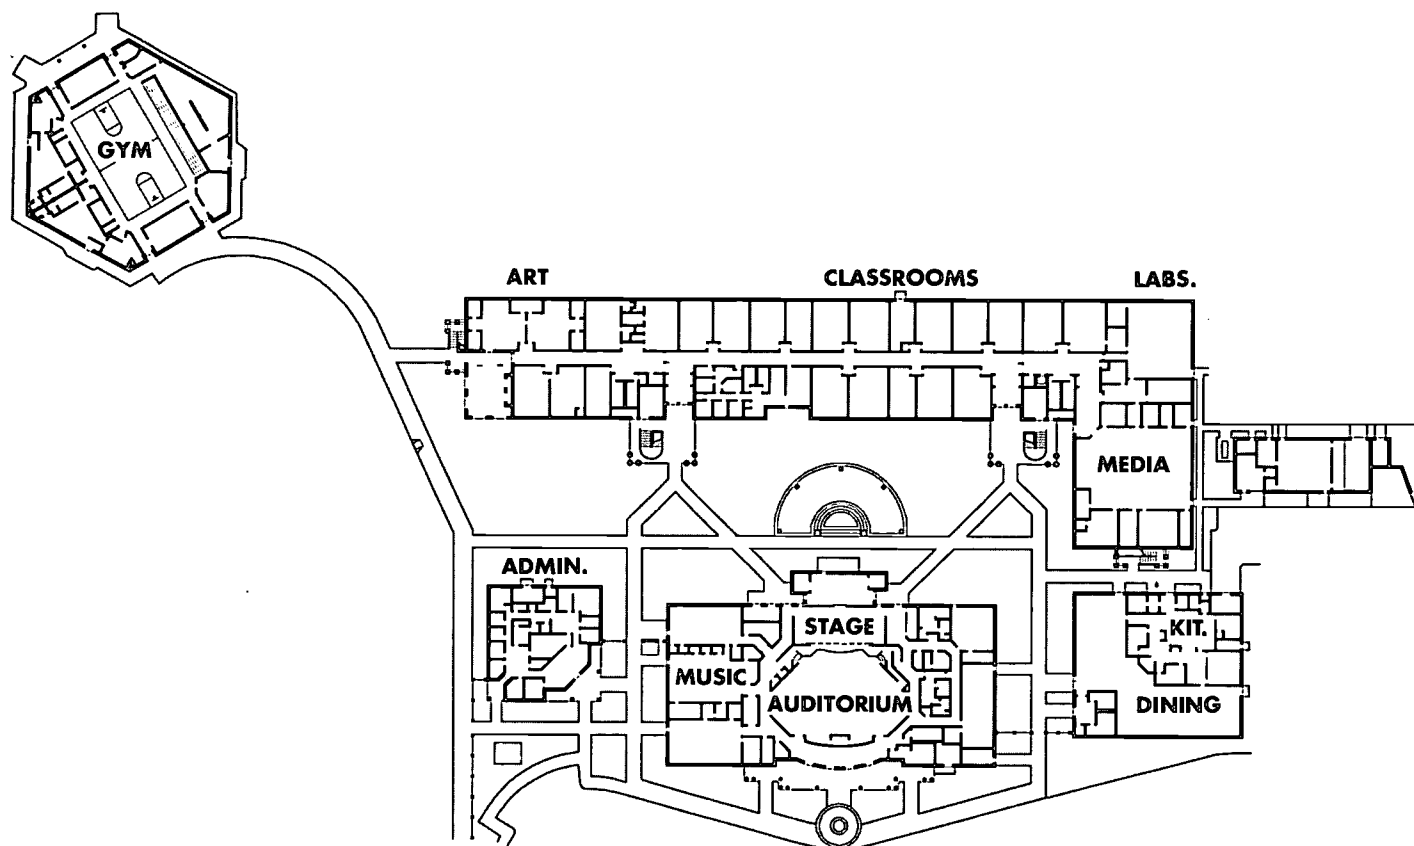 GYM
ART
CLASSROOMS
LABS.
MEDIA
ADMIN.
STAGE
KIT.
MUSIC
AUDITORIUM
DINING